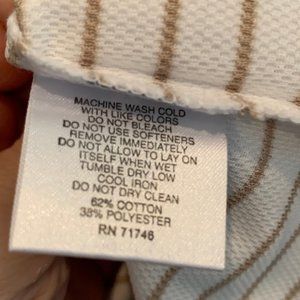 MACHINE WASH COLD
WITH LIKE COLORS
DO NOT BLEACH
DO NOT USE SOFTENERS
REMOVE IMMEDIATELY
DO NOT ALLOW TO LAY ON
ITSELF WHEN WET
TUMBLE DRY LOW
COOL IRON
DO NOT DRY CLEAN
62% COTTON
38% POLYESTER
RN 71746